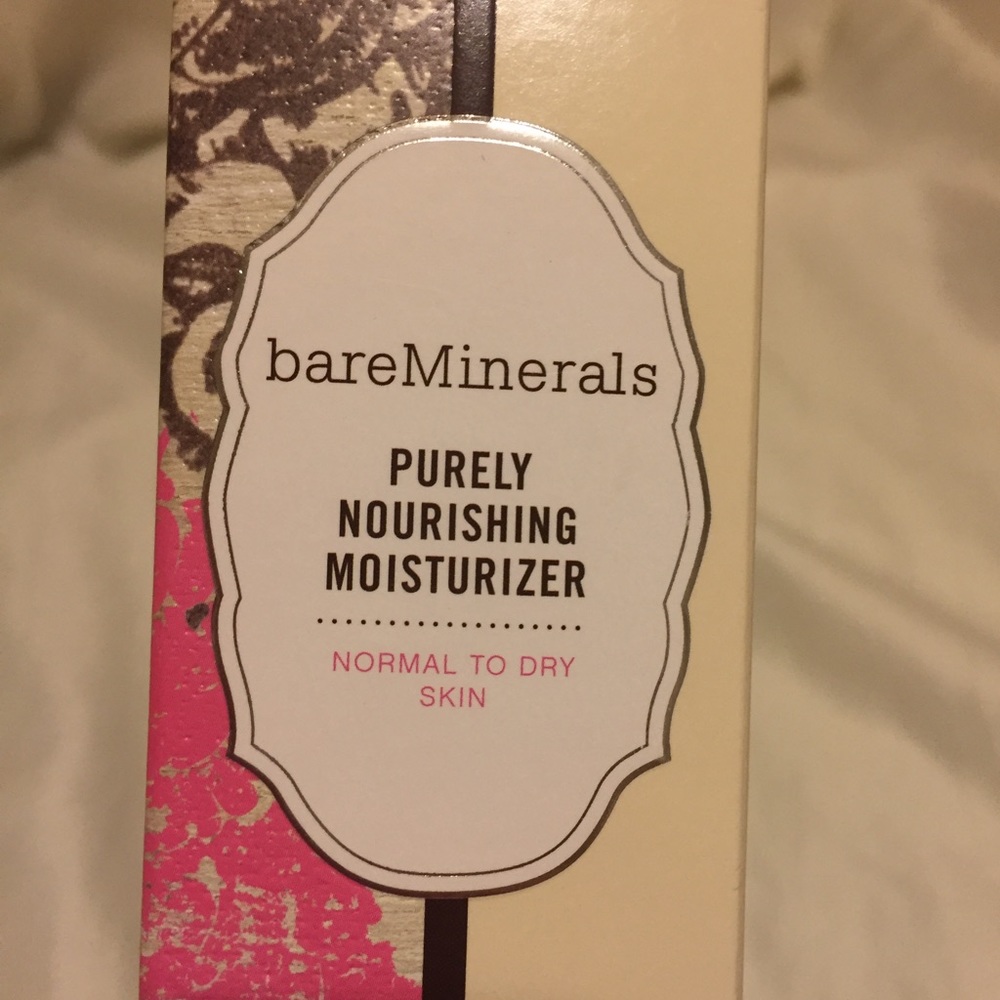 bareMinerals
PURELY
NOURISHING
MOISTURIZER
NORMAL TO DRY
SKIN